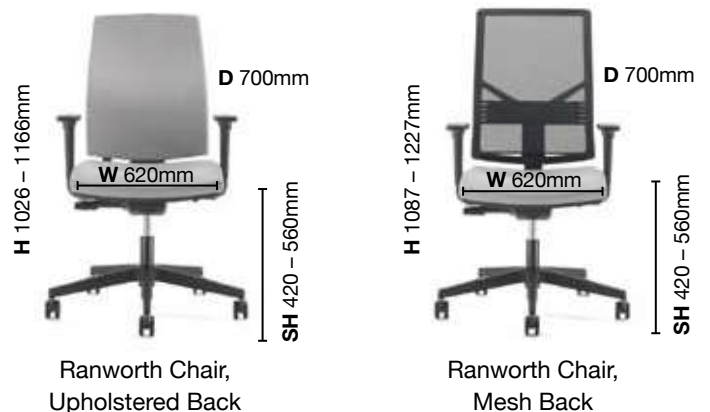 H 1026 – 1166mm
D 700mm
W 620mm
SH 420 – 560mm
Ranworth Chair,
Upholstered Back
H 1087 – 1227mm
D 700mm
W 620mm
SH 420 – 560mm
Ranworth Chair,
Mesh Back